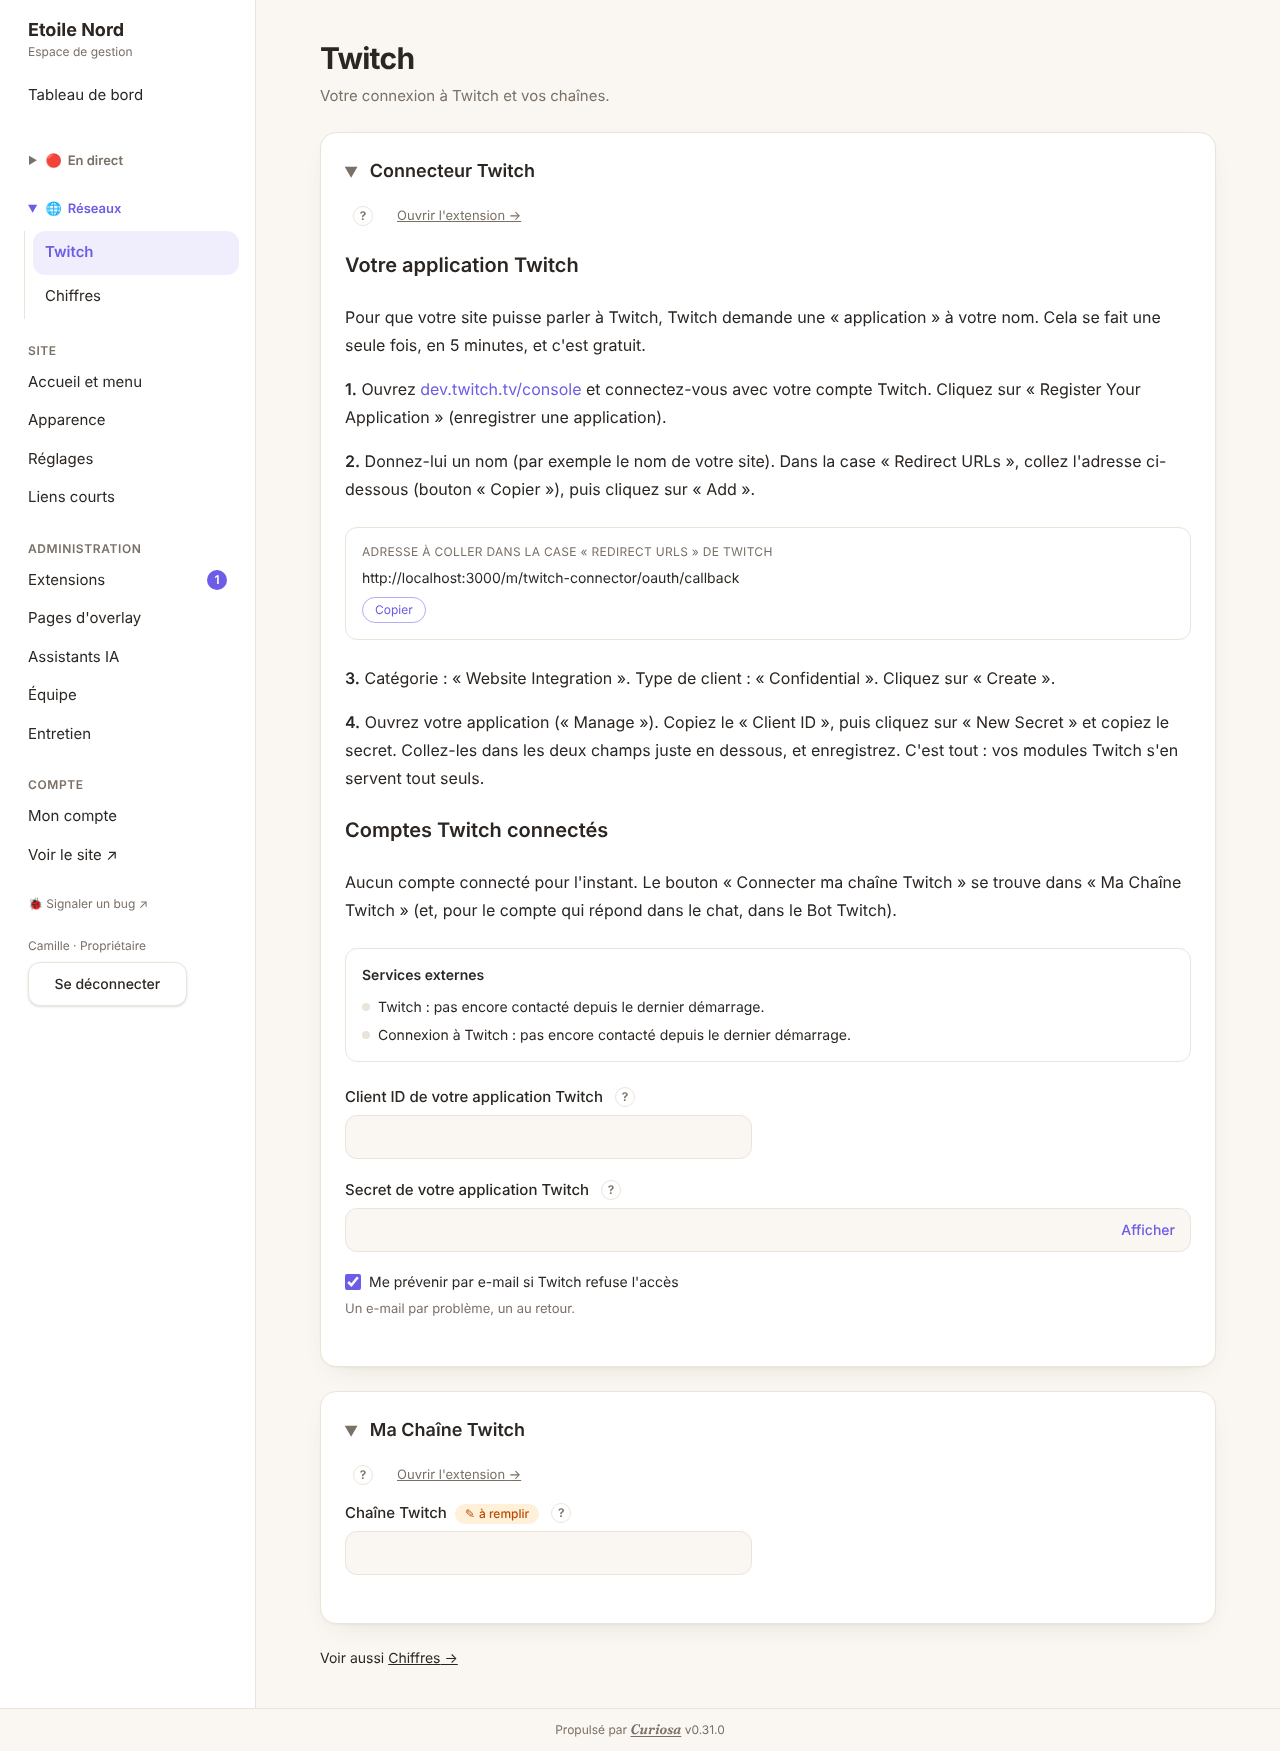 Etoile Nord
Espace de gestion
Tableau de bord
▶ 🔴 En direct
▼ 🌐 Réseaux
Twitch
Chiffres
SITE
Accueil et menu
Apparence
Réglages
Liens courts
ADMINISTRATION
Extensions 1
Pages d'overlay
Assistants IA
Équipe
Entretien
COMPTE
Mon compte
Voir le site ↗
🐞 Signaler un bug ↗
Camille · Propriétaire
Se déconnecter
Twitch
Votre connexion à Twitch et vos chaînes.
▼ Connecteur Twitch
? Ouvrir l'extension →
Votre application Twitch
Pour que votre site puisse parler à Twitch, Twitch demande une « application » à votre nom. Cela se fait une
seule fois, en 5 minutes, et c'est gratuit.
1. Ouvrez dev.twitch.tv/console et connectez-vous avec votre compte Twitch. Cliquez sur « Register Your
Application » (enregistrer une application).
2. Donnez-lui un nom (par exemple le nom de votre site). Dans la case « Redirect URLs », collez l'adresse ci-
dessous (bouton « Copier »), puis cliquez sur « Add ».
ADRESSE À COLLER DANS LA CASE « REDIRECT URLS » DE TWITCH
http://localhost:3000/m/twitch-connector/oauth/callback
Copier
3. Catégorie : « Website Integration ». Type de client : « Confidential ». Cliquez sur « Create ».
4. Ouvrez votre application (« Manage »). Copiez le « Client ID », puis cliquez sur « New Secret » et copiez le
secret. Collez-les dans les deux champs juste en dessous, et enregistrez. C'est tout : vos modules Twitch s'en
servent tout seuls.
Comptes Twitch connectés
Aucun compte connecté pour l'instant. Le bouton « Connecter ma chaîne Twitch » se trouve dans « Ma Chaîne
Twitch » (et, pour le compte qui répond dans le chat, dans le Bot Twitch).
Services externes
Twitch : pas encore contacté depuis le dernier démarrage.
Connexion à Twitch : pas encore contacté depuis le dernier démarrage.
Client ID de votre application Twitch ?
Secret de votre application Twitch ?
Afficher
Me prévenir par e-mail si Twitch refuse l'accès
Un e-mail par problème, un au retour.
▼ Ma Chaîne Twitch
? Ouvrir l'extension →
Chaîne Twitch ✎ à remplir ?
Voir aussi Chiffres →
Propulsé par Curiosa v0.31.0